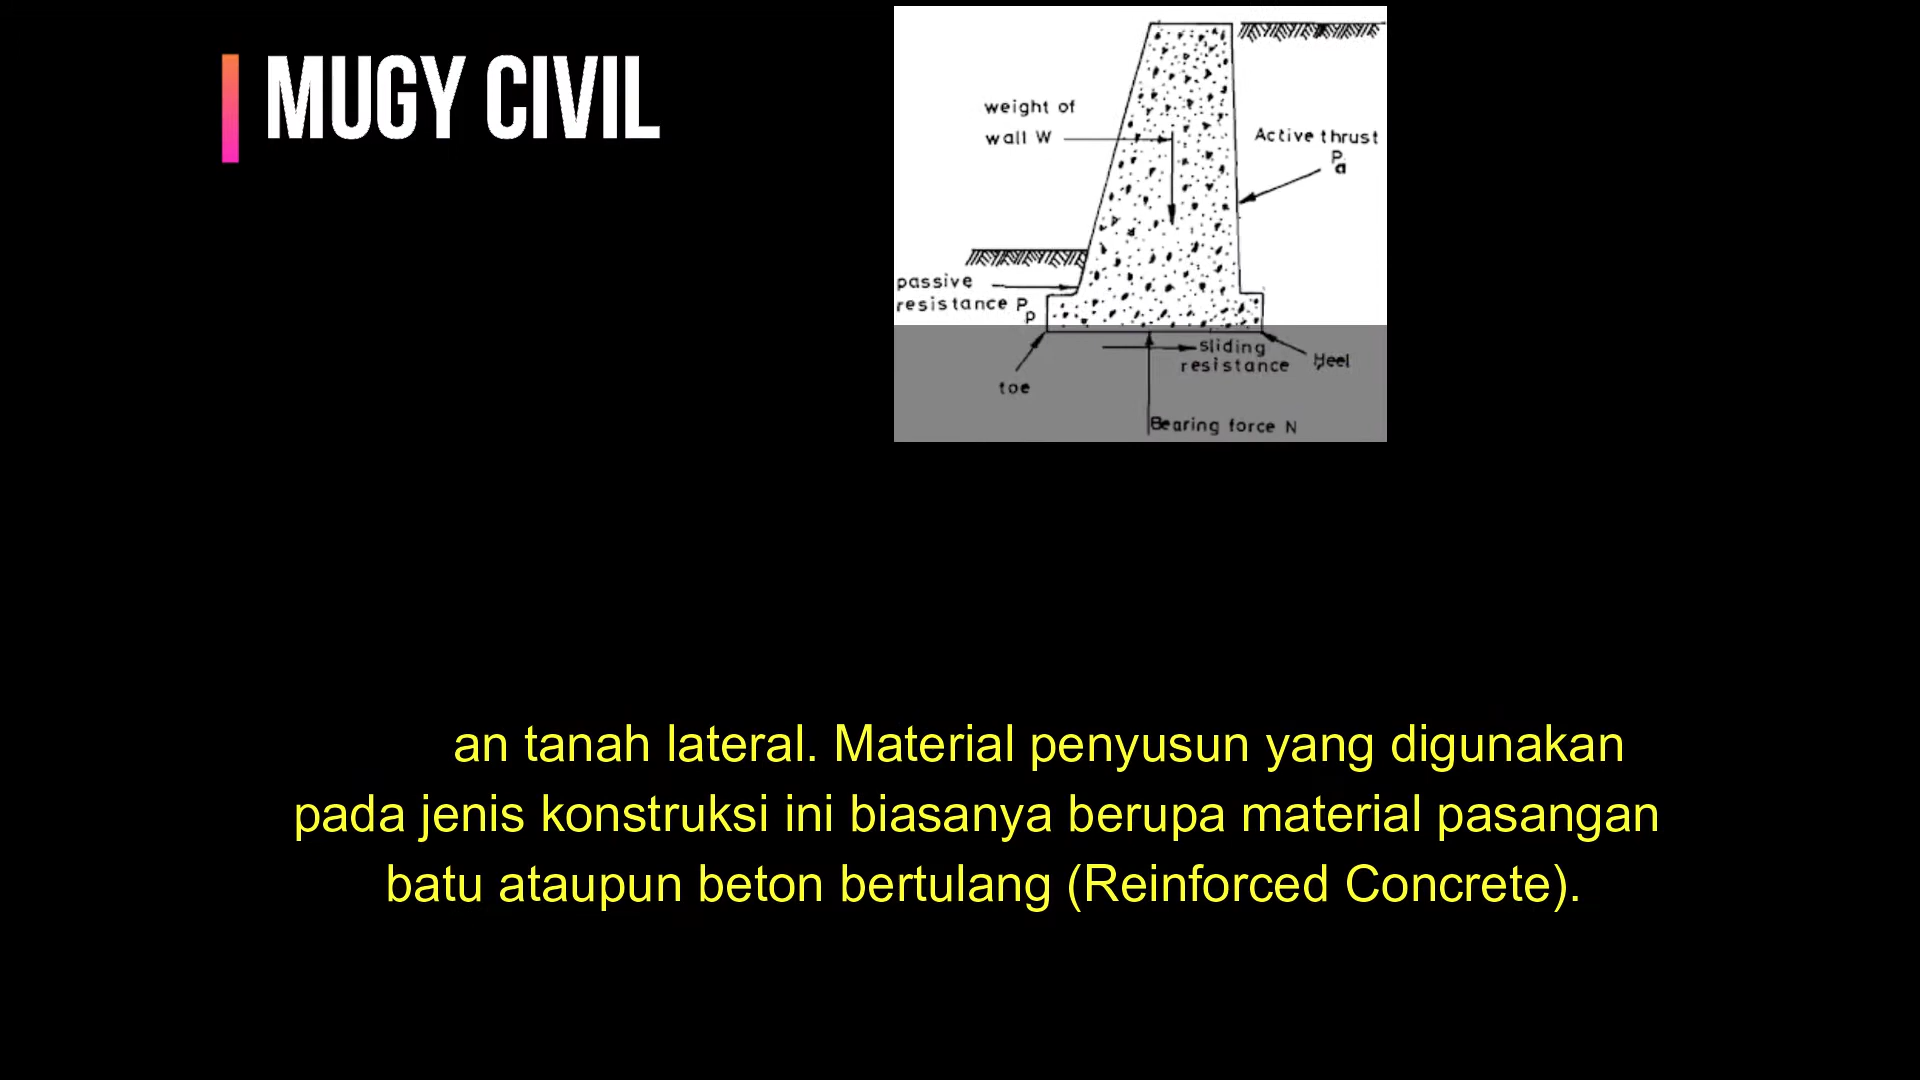 MUGY CIVIL
weight of
wall W
Active thrust
Pa
passive
resistance Pp
sliding
resistance
Heel
toe
Bearing force N
an tanah lateral. Material penyusun yang digunakan
pada jenis konstruksi ini biasanya berupa material pasangan
batu ataupun beton bertulang (Reinforced Concrete).